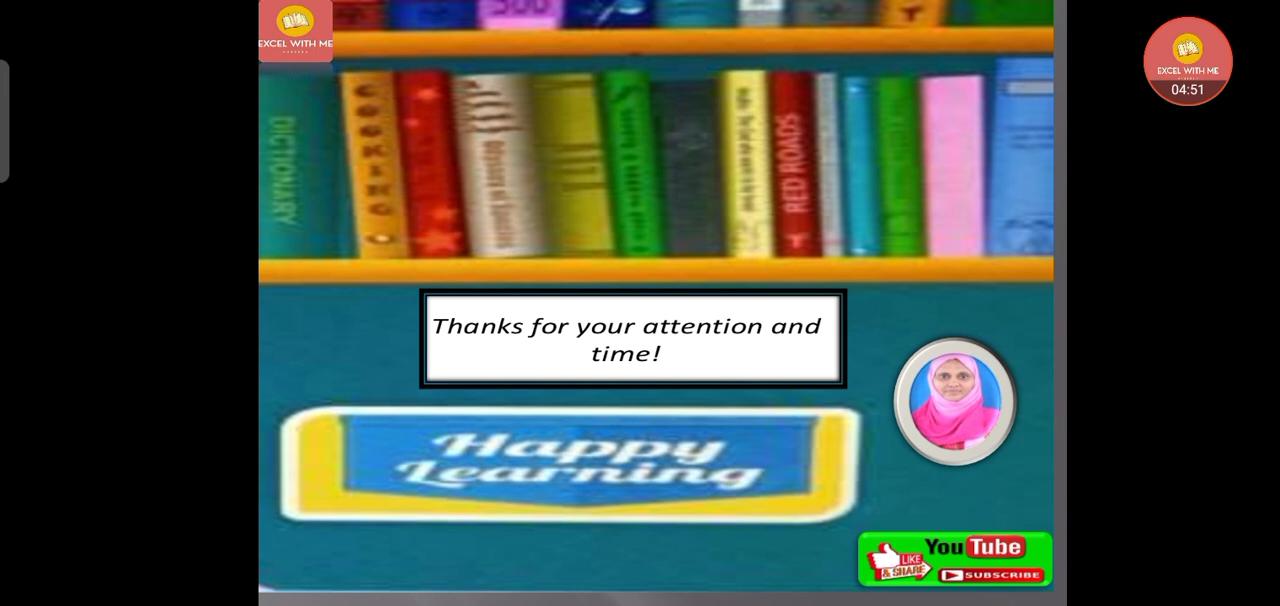 500
EXCEL WITH ME
EXCEL WITH ME
04:51
DICTIONARY
COOKING
RED ROADS
Thanks for your attention and
time!
Happy
Learning
YouTube
LIKE
& SHARE
SUBSCRIBE